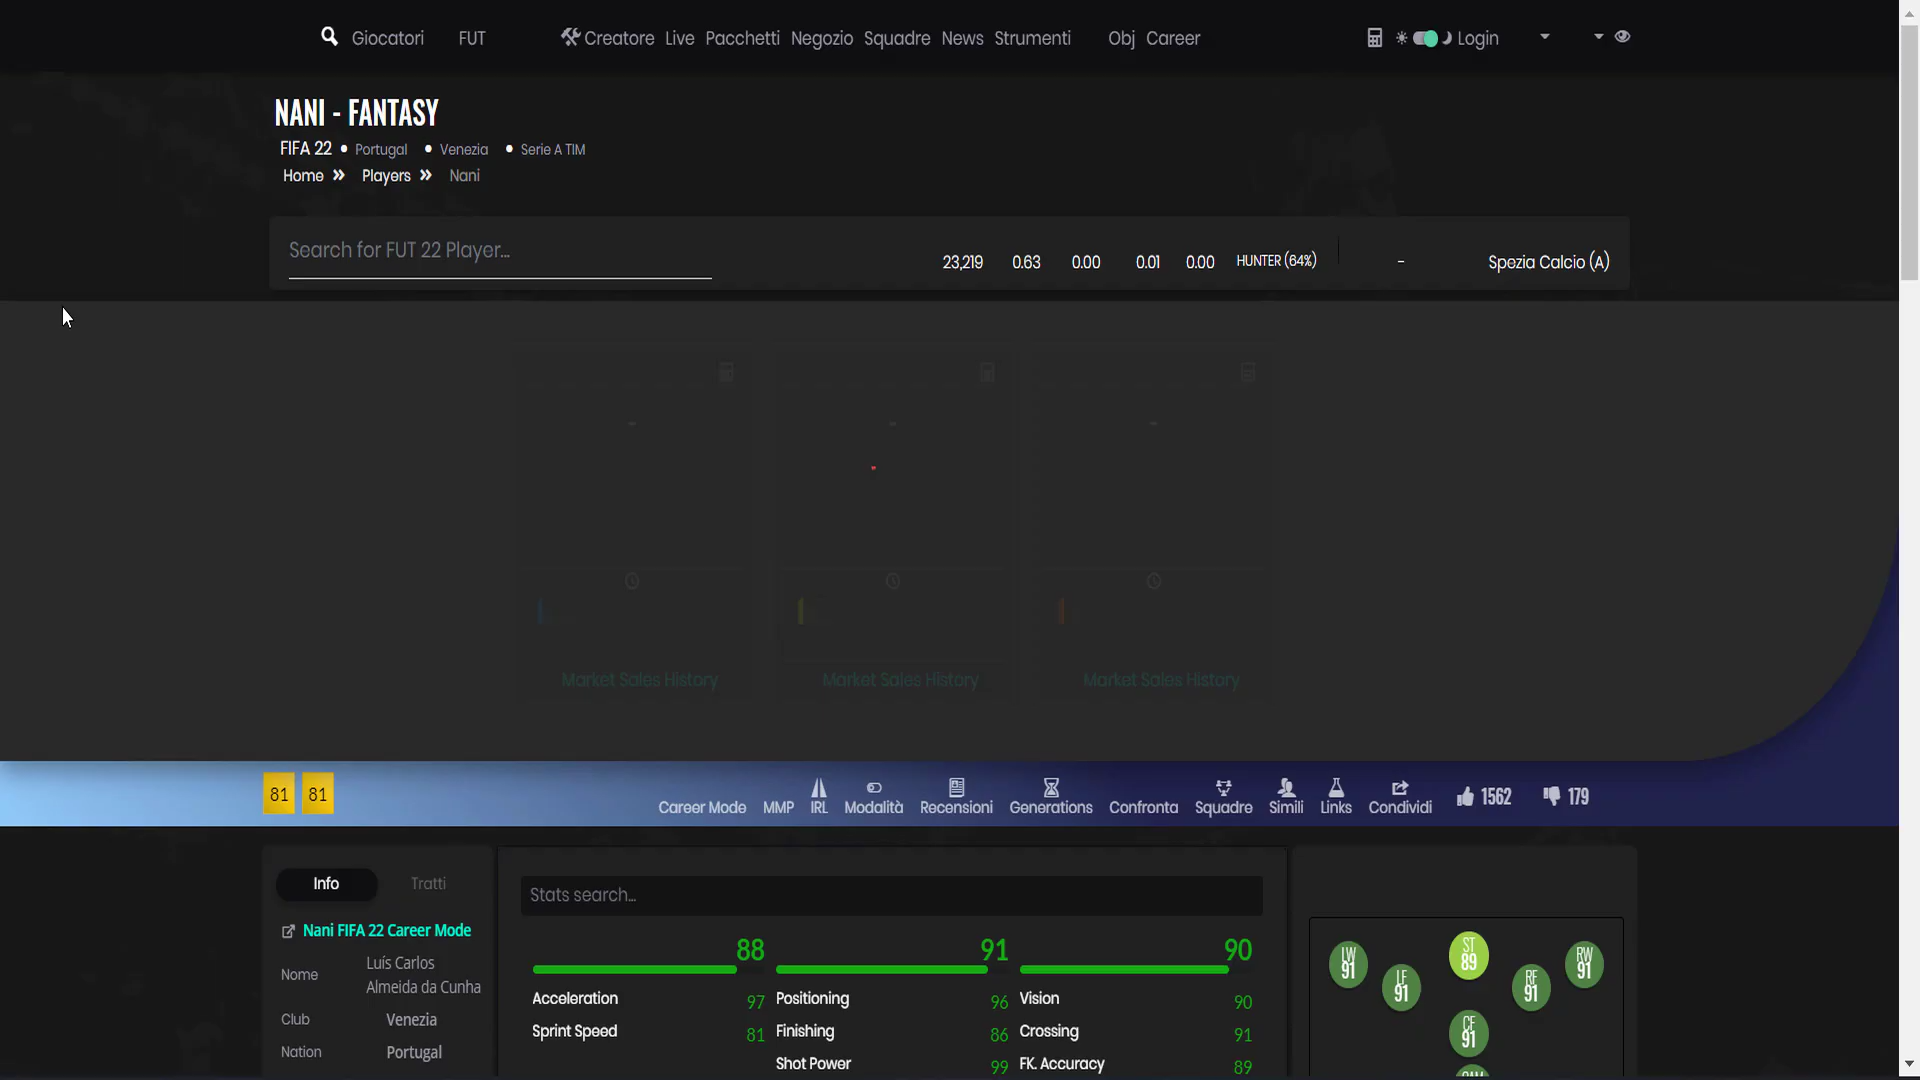 Giocatori FUT Creatore Live Pacchetti Negozio Squadre News Strumenti Obj Career Login
NANI - FANTASY
FIFA 22 • Portugal • Venezia • Serie A TIM
Home » Players » Nani
Search for FUT 22 Player...
23,219 0.63 0.00 0.01 0.00 HUNTER (64%) - Spezia Calcio (A)
Market Sales History Market Sales History Market Sales History
81 81
Career Mode MMP IRL Modalità Recensioni Generations Confronta Squadre Simili Links Condividi 1562 179
Info Tratti
Nani FIFA 22 Career Mode
Nome Luís Carlos
Almeida da Cunha
Club Venezia
Nation Portugal
Stats search...
88 91 90
Acceleration 97 Positioning 96 Vision 90
Sprint Speed 81 Finishing 86 Crossing 91
Shot Power 99 FK. Accuracy 89
LW
91
LF
91
ST
89
RF
91
RW
91
CF
91
CAM